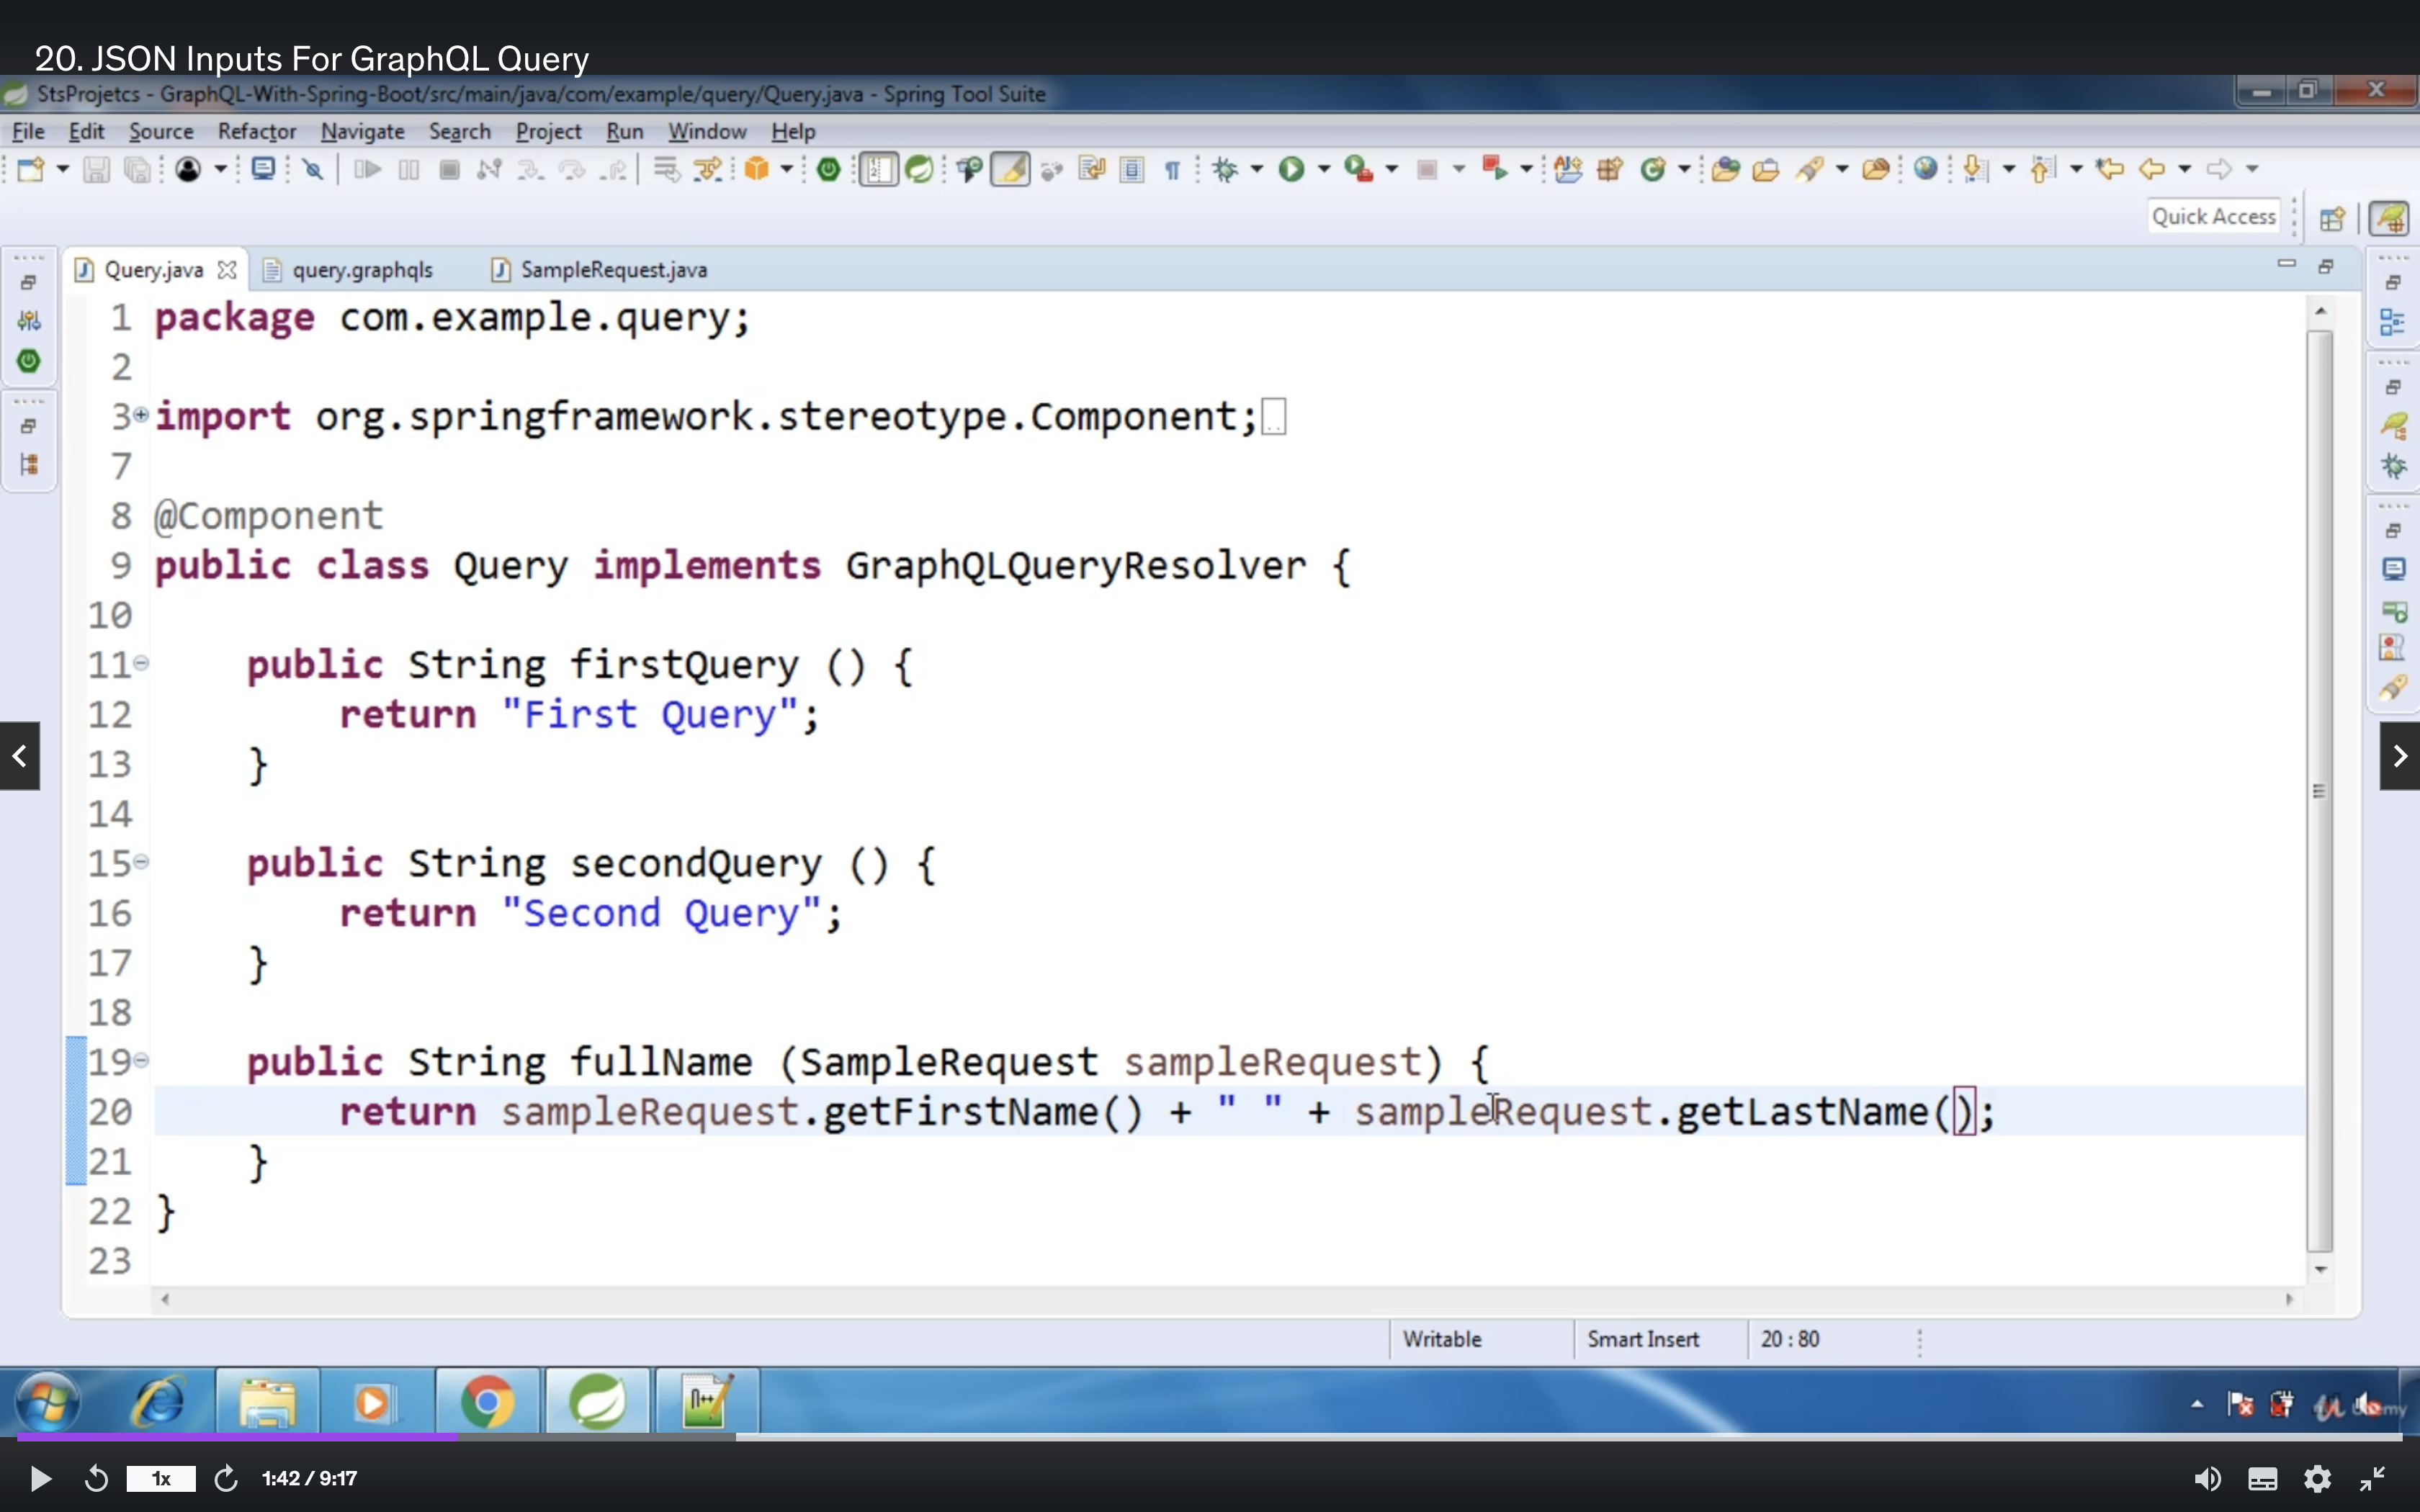 20. JSON Inputs For GraphQL Query
StsProjetcs - GraphQL-With-Spring-Boot/src/main/java/com/example/query/Query.java - Spring Tool Suite
File Edit Source Refactor Navigate Search Project Run Window Help
Quick Access
Query.java query.graphqls SampleRequest.java
1 package com.example.query;
2
3 import org.springframework.stereotype.Component;
7
8 @Component
9 public class Query implements GraphQLQueryResolver {
10
11 public String firstQuery () {
12 return "First Query";
13 }
14
15 public String secondQuery () {
16 return "Second Query";
17 }
18
19 public String fullName (SampleRequest sampleRequest) {
20 return sampleRequest.getFirstName() + " " + sampleRequest.getLastName();
21 }
22 }
23
Writable Smart Insert 20 : 80
1x 1:42 / 9:17